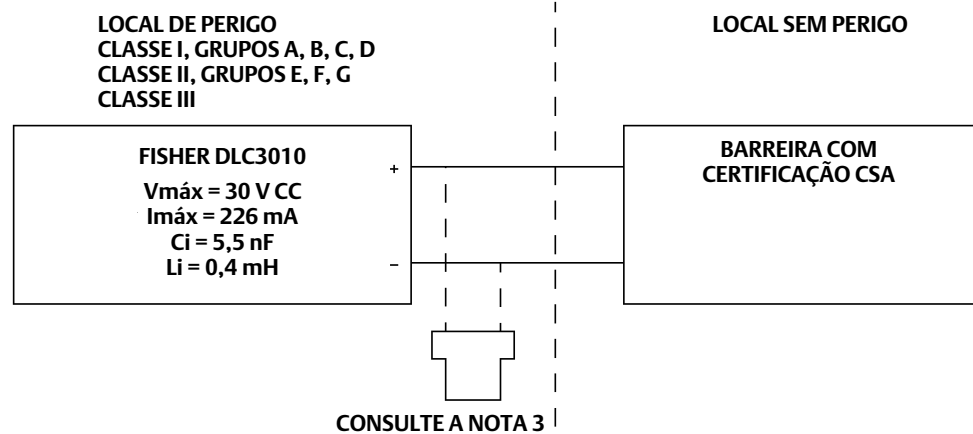 LOCAL DE PERIGO
CLASSE I, GRUPOS A, B, C, D
CLASSE II, GRUPOS E, F, G
CLASSE III
LOCAL SEM PERIGO
FISHER DLC3010
Vmáx = 30 V CC
Imáx = 226 mA
Ci = 5,5 nF
Li = 0,4 mH
+
−
BARREIRA COM
CERTIFICAÇÃO CSA
CONSULTE A NOTA 3